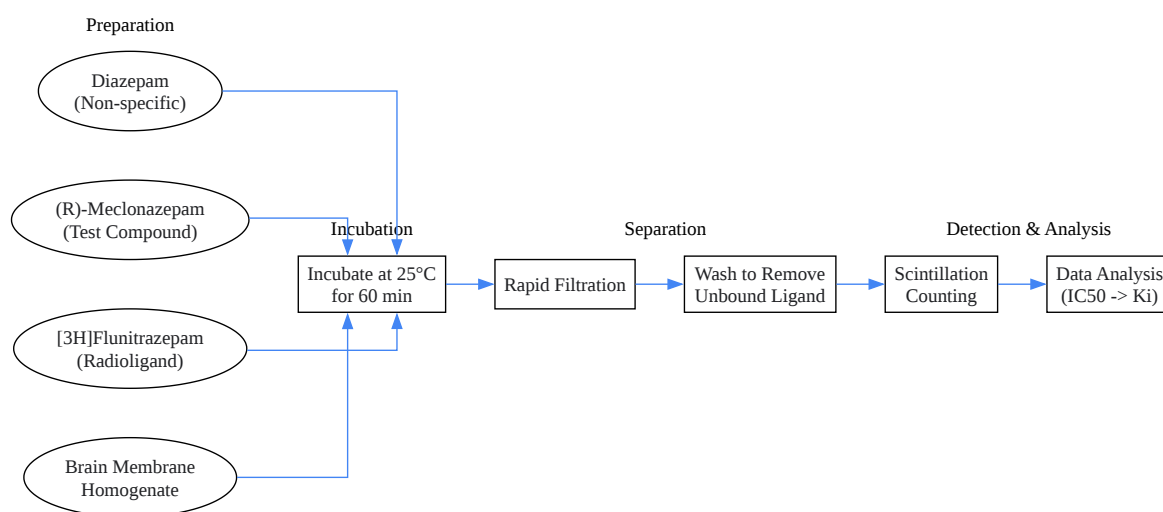 Preparation
Diazepam
(Non-specific)
(R)-Meclonazepam
(Test Compound)
[3H]Flunitrazepam
(Radioligand)
Brain Membrane
Homogenate
Incubation
Incubate at 25°C
for 60 min
Separation
Rapid Filtration
Wash to Remove
Unbound Ligand
Detection & Analysis
Scintillation
Counting
Data Analysis
(IC50 -> Ki)